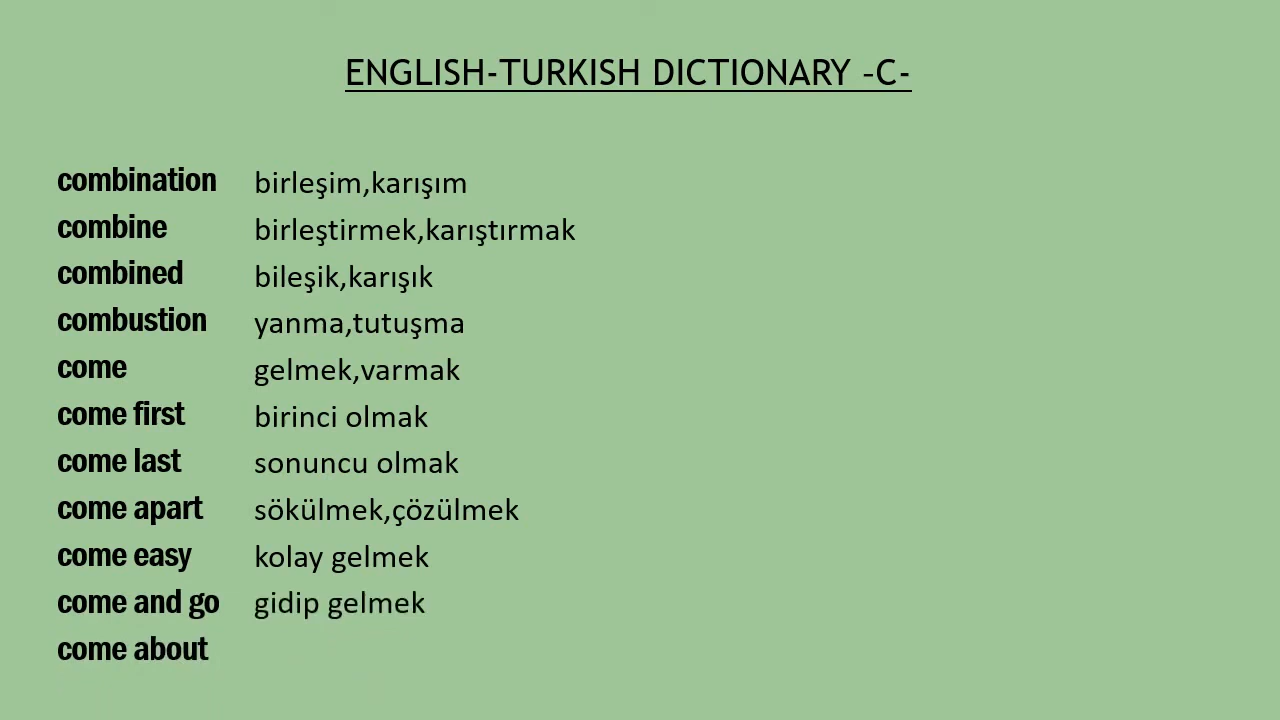 ENGLISH-TURKISH DICTIONARY –C-
combination birleşim,karışım
combine birleştirmek,karıştırmak
combined bileşik,karışık
combustion yanma,tutuşma
come gelmek,varmak
come first birinci olmak
come last sonuncu olmak
come apart sökülmek,çözülmek
come easy kolay gelmek
come and go gidip gelmek
come about